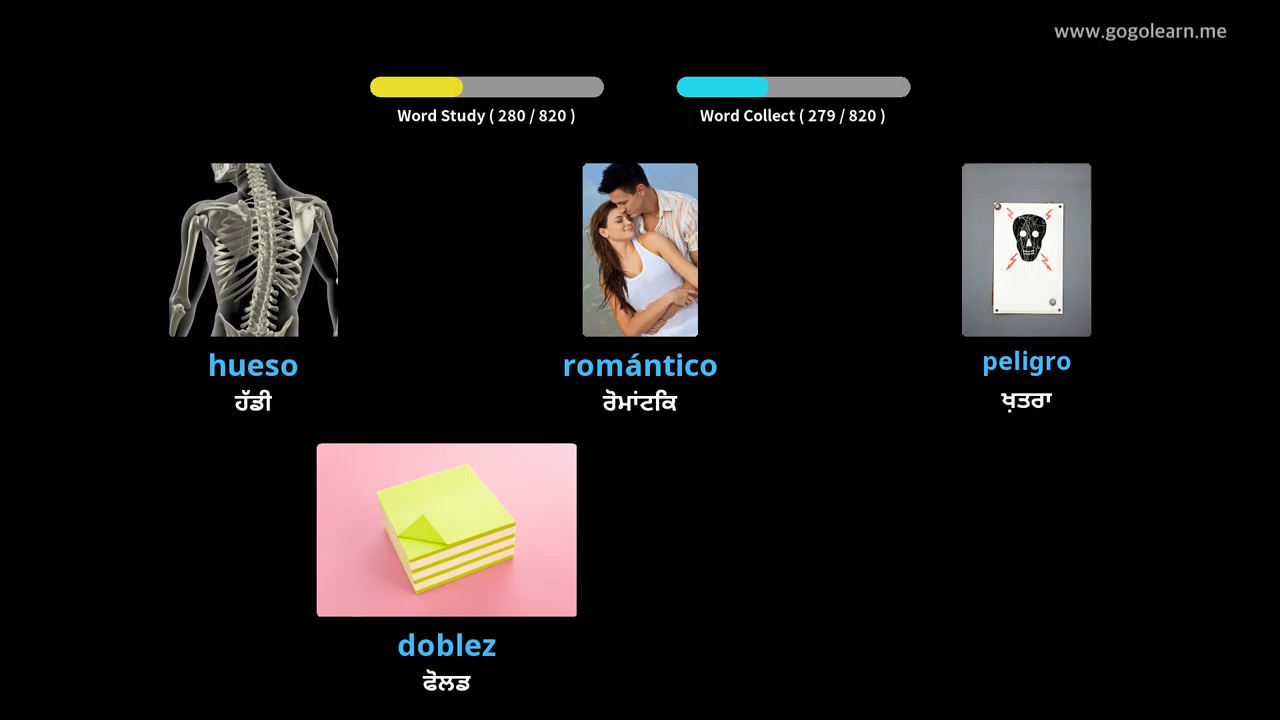 www.gogolearn.me
Word Study ( 280 / 820 )
Word Collect ( 279 / 820 )
hueso
ਹੱਡੀ
romántico
ਰੋਮਾਂਟਕਿ
peligro
ਖ਼ਤਰਾ
doblez
ਫੋਲਡ